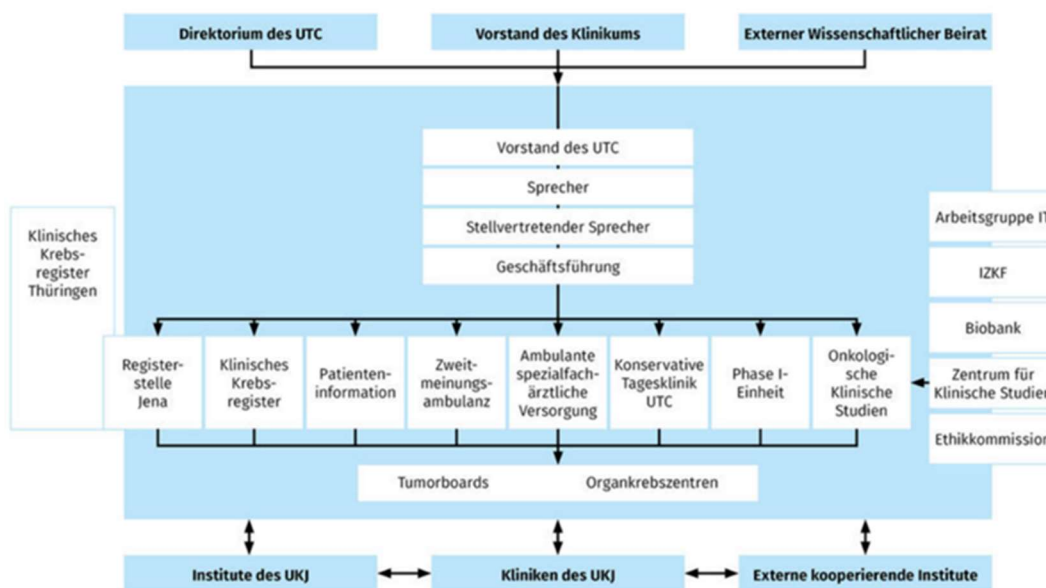 Direktorium des UTC
Vorstand des Klinikums
Externer Wissenschaftlicher Beirat
Vorstand des UTC
Sprecher
Stellvertretender Sprecher
Geschäftsführung
Klinisches
Krebs-
register
Thüringen
Arbeitsgruppe IT
IZKF
Biobank
Zentrum für
Klinische Studien
Ethikkommission
Register-
stelle
Jena
Klinisches
Krebs-
register
Patienten-
information
Zweit-
meinungs-
ambulanz
Ambulante
spezialfach-
ärztliche
Versorgung
Konservative
Tagesklinik
UTC
Phase I-
Einheit
Onkologi-
sche
Klinische
Studien
Tumorboards
Organkrebszentren
Institute des UKJ
Kliniken des UKJ
Externe kooperierende Institute